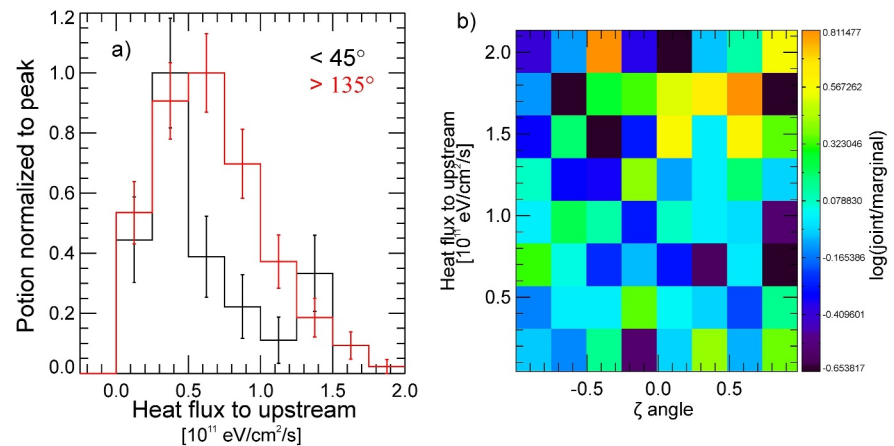 a)
< 45°
> 135°
Potion normalized to peak
1.2
1.0
0.8
0.6
0.4
0.2
0.0
0.0 0.5 1.0 1.5 2.0
Heat flux to upstream
[10¹¹ eV/cm²/s]
b)
Heat flux to upstream
[10¹¹ eV/cm²/s]
2.0
1.5
1.0
0.5
-0.5 0.0 0.5
ζ angle
0.811477
0.567262
0.323046
0.078830
-0.165386
-0.409601
-0.653817
log(joint/marginal)